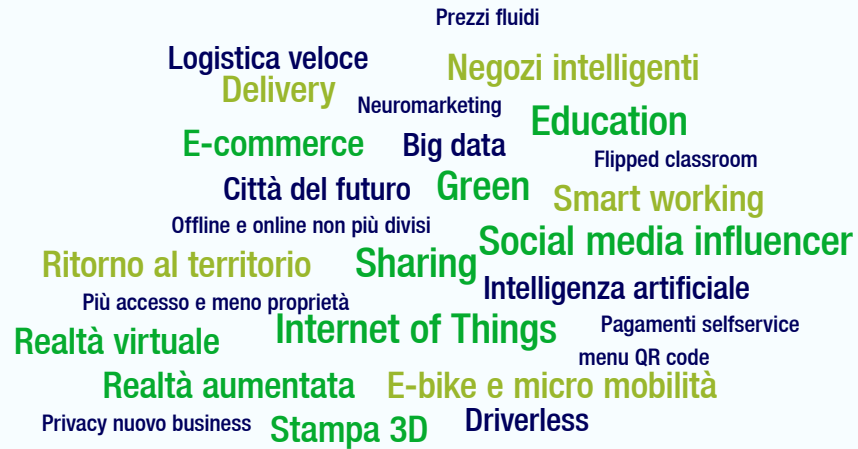 Prezzi fluidi
Logistica veloce
Negozi intelligenti
Delivery
Neuromarketing
Education
E-commerce
Big data
Flipped classroom
Città del futuro
Green
Smart working
Offline e online non più divisi
Social media influencer
Ritorno al territorio
Sharing
Intelligenza artificiale
Più accesso e meno proprietà
Internet of Things
Pagamenti selfservice
Realtà virtuale
menu QR code
Realtà aumentata
E-bike e micro mobilità
Privacy nuovo business
Stampa 3D
Driverless